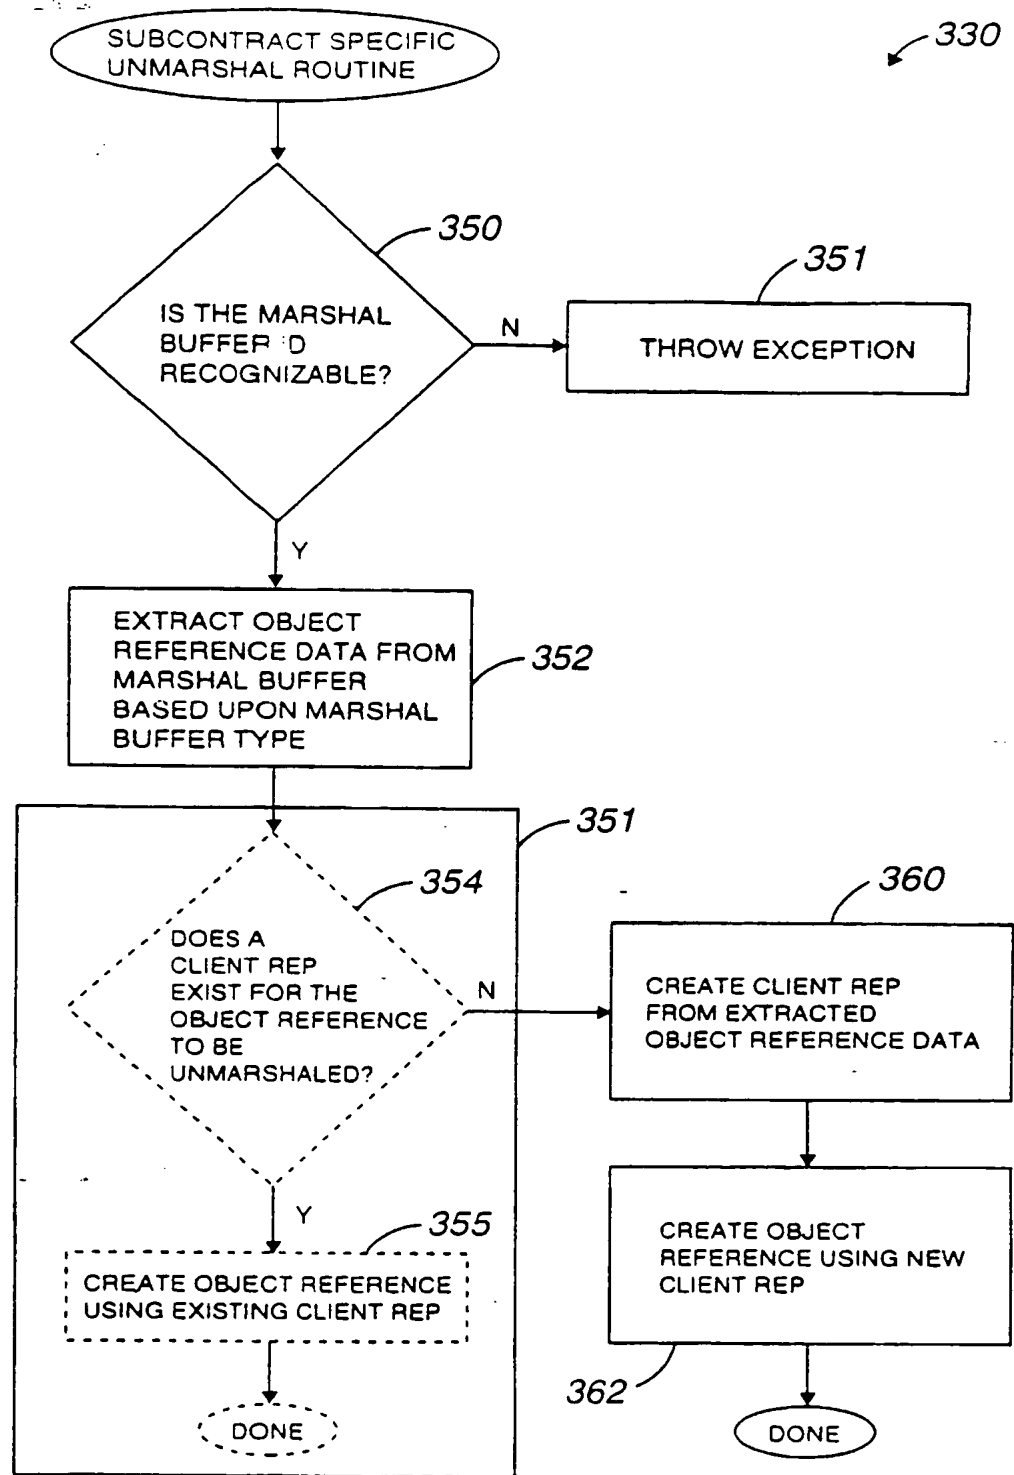 SUBCONTRACT SPECIFIC
UNMARSHAL ROUTINE
330
350
IS THE MARSHAL
BUFFER ID
RECOGNIZABLE?
N
351
THROW EXCEPTION
Y
EXTRACT OBJECT
REFERENCE DATA FROM
MARSHAL BUFFER
BASED UPON MARSHAL
BUFFER TYPE
352
351
354
DOES A
CLIENT REP
EXIST FOR THE
OBJECT REFERENCE
TO BE
UNMARSHALED?
N
360
CREATE CLIENT REP
FROM EXTRACTED
OBJECT REFERENCE DATA
Y
355
CREATE OBJECT REFERENCE
USING EXISTING CLIENT REP
CREATE OBJECT
REFERENCE USING NEW
CLIENT REP
362
DONE
DONE